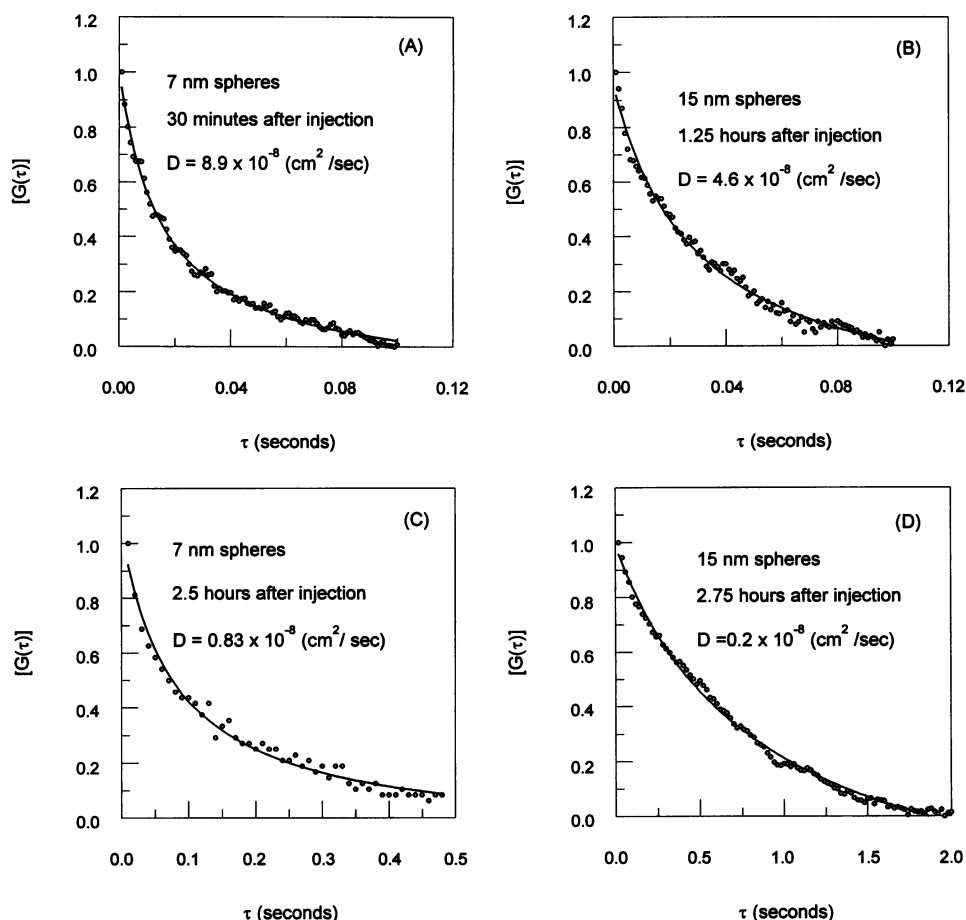 (A)
7 nm spheres
30 minutes after injection
D = 8.9 x 10⁻⁸ (cm² /sec)
[G(τ)]
1.2
1.0
0.8
0.6
0.4
0.2
0.0
0.00 0.04 0.08 0.12
τ (seconds)
(B)
15 nm spheres
1.25 hours after injection
D = 4.6 x 10⁻⁸ (cm² /sec)
[G(τ)]
1.2
1.0
0.8
0.6
0.4
0.2
0.0
0.00 0.04 0.08 0.12
τ (seconds)
(C)
7 nm spheres
2.5 hours after injection
D = 0.83 x 10⁻⁸ (cm²/ sec)
[G(τ)]
1.2
1.0
0.8
0.6
0.4
0.2
0.0
0.0 0.1 0.2 0.3 0.4 0.5
τ (seconds)
(D)
15 nm spheres
2.75 hours after injection
D =0.2 x 10⁻⁸ (cm² /sec)
[G(τ)]
1.2
1.0
0.8
0.6
0.4
0.2
0.0
0.0 0.5 1.0 1.5 2.0
τ (seconds)